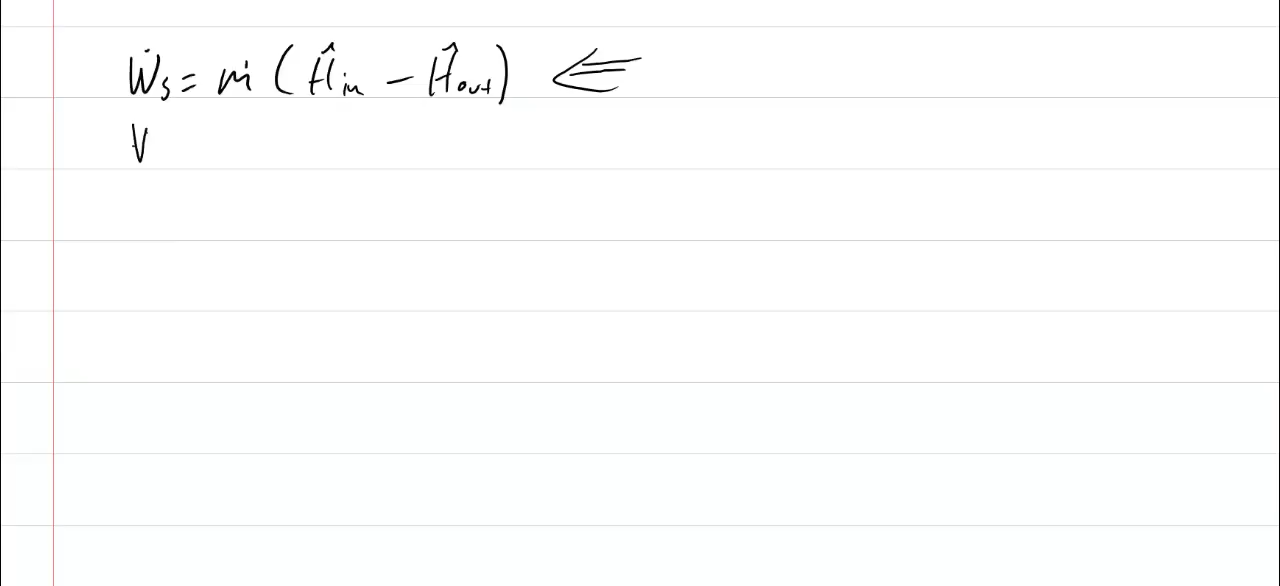 Ẇs = ṁ ( Ĥin − Ĥout ) ⇐
V